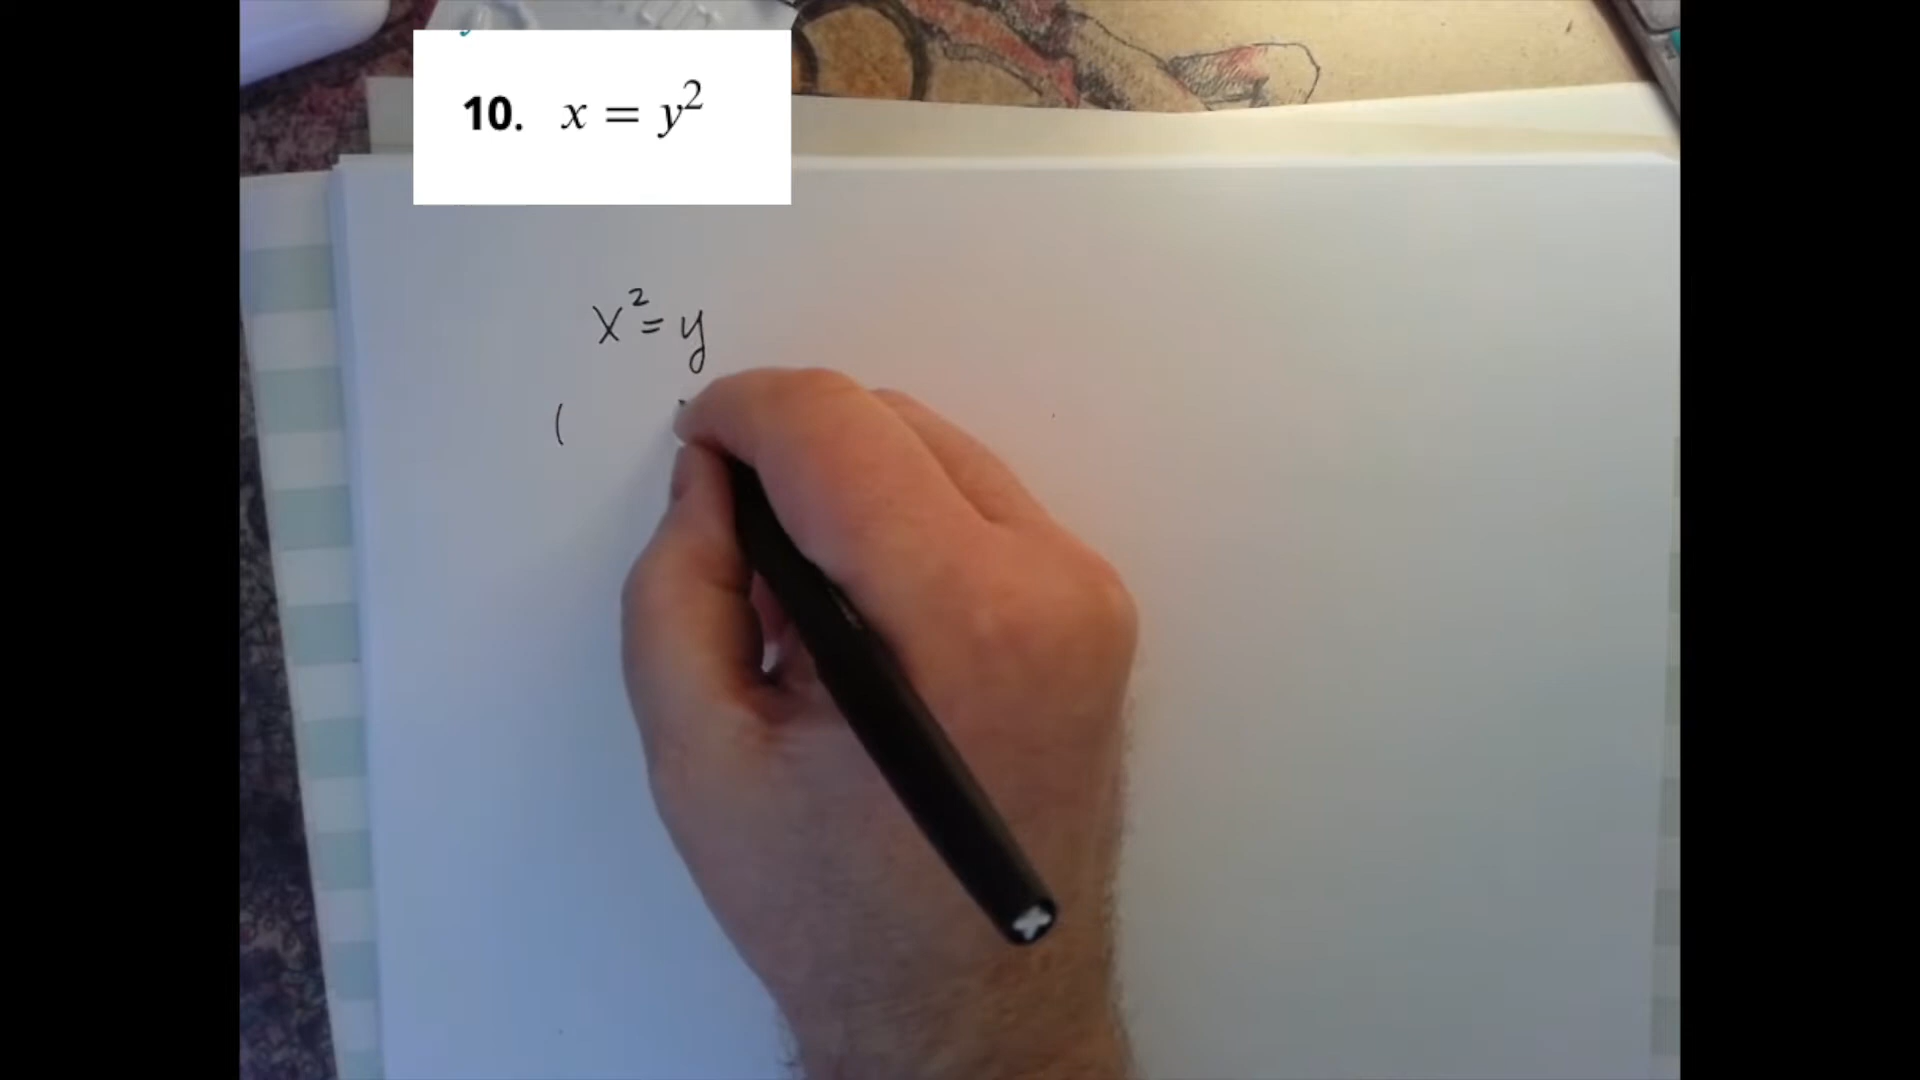 10. x = y²
x² = y
(